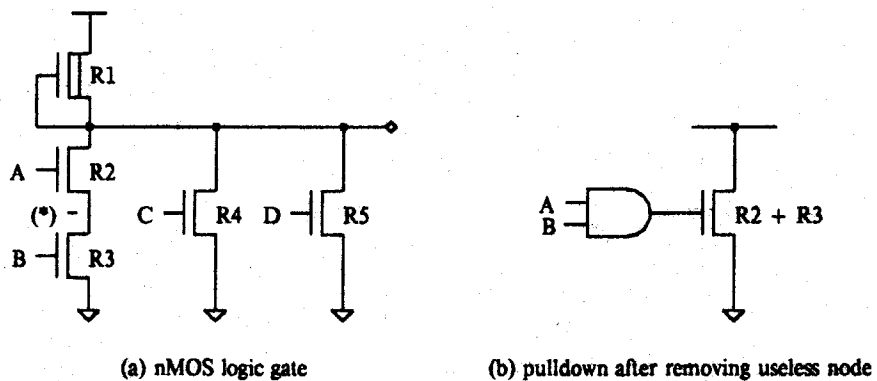 R1
A
R2
(*)
B
R3
C
R4
D
R5
A
B
R2 + R3
(a) nMOS logic gate
(b) pulldown after removing useless node